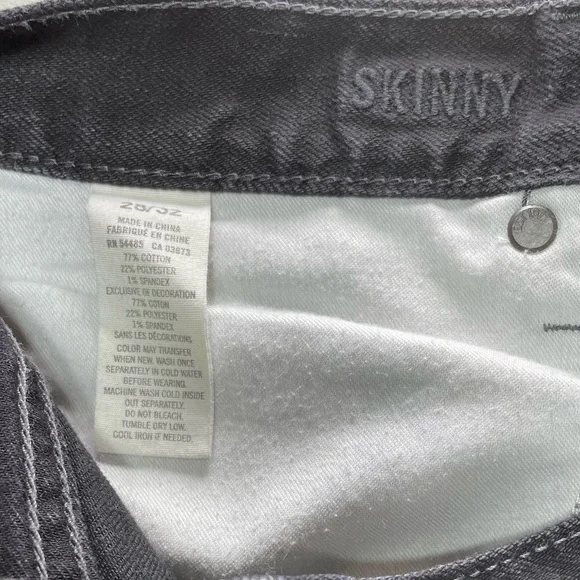 SKINNY
28/32
MADE IN CHINA
FABRIQUÉ EN CHINE
RN 54485 CA 03873
77% COTTON
22% POLYESTER
1% SPANDEX
EXCLUSIVE OF DECORATION
77% COTON
22% POLYESTER
1% SPANDEX
SANS LES DÉCORATIONS
COLOR MAY TRANSFER
WHEN NEW. WASH ONCE
SEPARATELY IN COLD WATER
BEFORE WEARING.
MACHINE WASH COLD INSIDE
OUT SEPARATELY.
DO NOT BLEACH.
TUMBLE DRY LOW.
COOL IRON IF NEEDED.